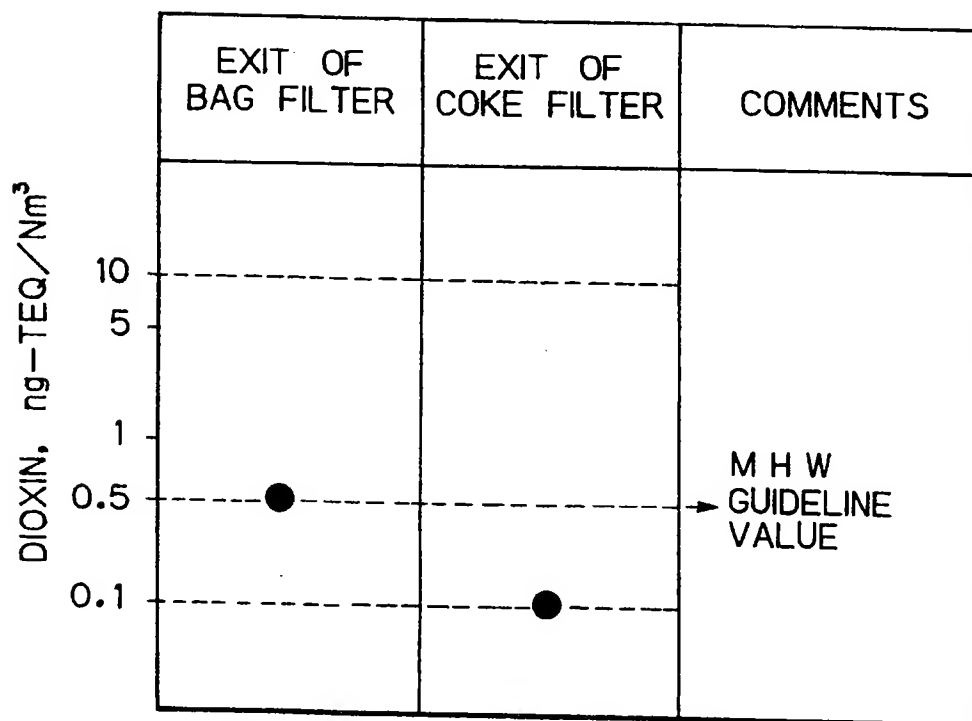 EXIT OF
BAG FILTER
EXIT OF
COKE FILTER
COMMENTS
DIOXIN, ng-TEQ/Nm³
10
5
1
0.5
0.1
M H W
GUIDELINE
VALUE